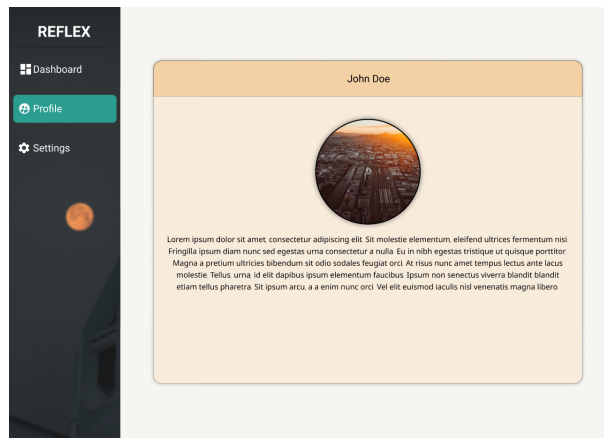 REFLEX
Dashboard
Profile
Settings
John Doe
Lorem ipsum dolor sit amet, consectetur adipiscing elit. Sit molestie elementum, eleifend ultrices fermentum nisi.
Fringilla ipsum diam nunc sed egestas urna consectetur a nulla. Eu in nibh egestas tristique ut quisque porttitor.
Magna a pretium ultricies bibendum sit odio sodales feugiat orci. At risus nunc amet tempus lectus ante lacus
molestie. Tellus, urna, id elit dapibus ipsum elementum faucibus. Ipsum non senectus viverra blandit blandit
etiam tellus pharetra. Sit ipsum arcu, a a enim nunc orci. Vel elit euismod iaculis nisl venenatis magna libero.